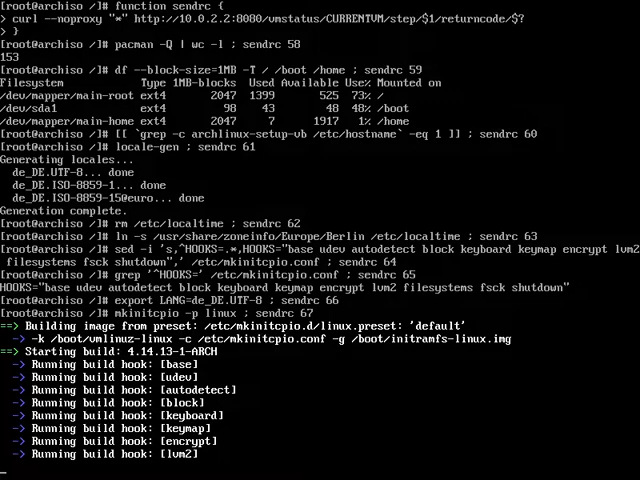 [root@archiso /]# function sendrc {
> curl --noproxy "*" http://10.0.2.2:8080/vmstatus/CURRENTVM/step/$1/returncode/$?
> }
[root@archiso /]# pacman -Q | wc -l ; sendrc 58
153
[root@archiso /]# df --block-size=1MB -T / /boot /home ; sendrc 59
Filesystem            Type 1MB-blocks  Used Available Use% Mounted on
/dev/mapper/main-root ext4       2047  1399       525  73% /
/dev/sda1             ext4         98    43        48  48% /boot
/dev/mapper/main-home ext4       2047     7      1917   1% /home
[root@archiso /]# [[ `grep -c archlinux-setup-vb /etc/hostname` -eq 1 ]] ; sendrc 60
[root@archiso /]# locale-gen ; sendrc 61
Generating locales...
  de_DE.UTF-8... done
  de_DE.ISO-8859-1... done
  de_DE.ISO-8859-15@euro... done
Generation complete.
[root@archiso /]# rm /etc/localtime ; sendrc 62
[root@archiso /]# ln -s /usr/share/zoneinfo/Europe/Berlin /etc/localtime ; sendrc 63
[root@archiso /]# sed -i 's,^HOOKS=.*,HOOKS="base udev autodetect block keyboard keymap encrypt lvm2
 filesystems fsck shutdown",' /etc/mkinitcpio.conf ; sendrc 64
[root@archiso /]# grep '^HOOKS=' /etc/mkinitcpio.conf ; sendrc 65
HOOKS="base udev autodetect block keyboard keymap encrypt lvm2 filesystems fsck shutdown"
[root@archiso /]# export LANG=de_DE.UTF-8 ; sendrc 66
[root@archiso /]# mkinitcpio -p linux ; sendrc 67
==> Building image from preset: /etc/mkinitcpio.d/linux.preset: 'default'
  -> -k /boot/vmlinuz-linux -c /etc/mkinitcpio.conf -g /boot/initramfs-linux.img
==> Starting build: 4.14.13-1-ARCH
  -> Running build hook: [base]
  -> Running build hook: [udev]
  -> Running build hook: [autodetect]
  -> Running build hook: [block]
  -> Running build hook: [keyboard]
  -> Running build hook: [keymap]
  -> Running build hook: [encrypt]
  -> Running build hook: [lvm2]